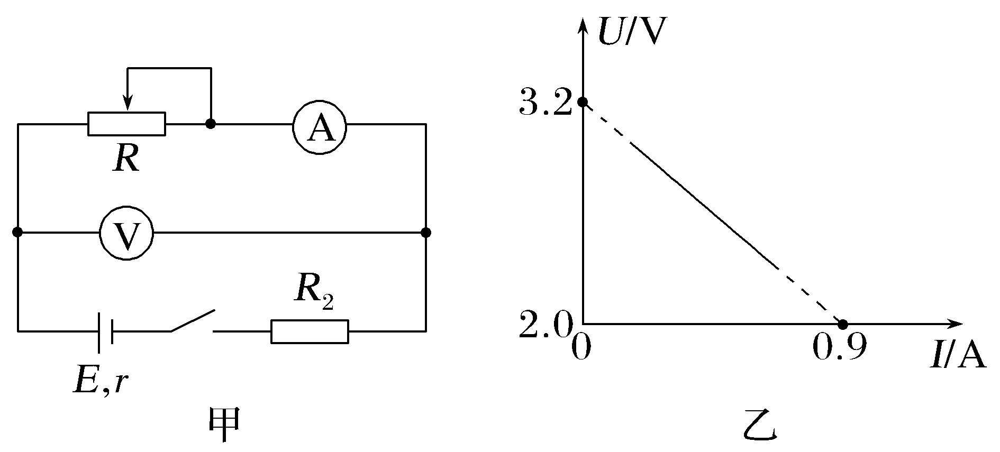 R
A
V
R₂
E,r
甲
U/V
3.2
2.0
0
0.9
I/A
乙